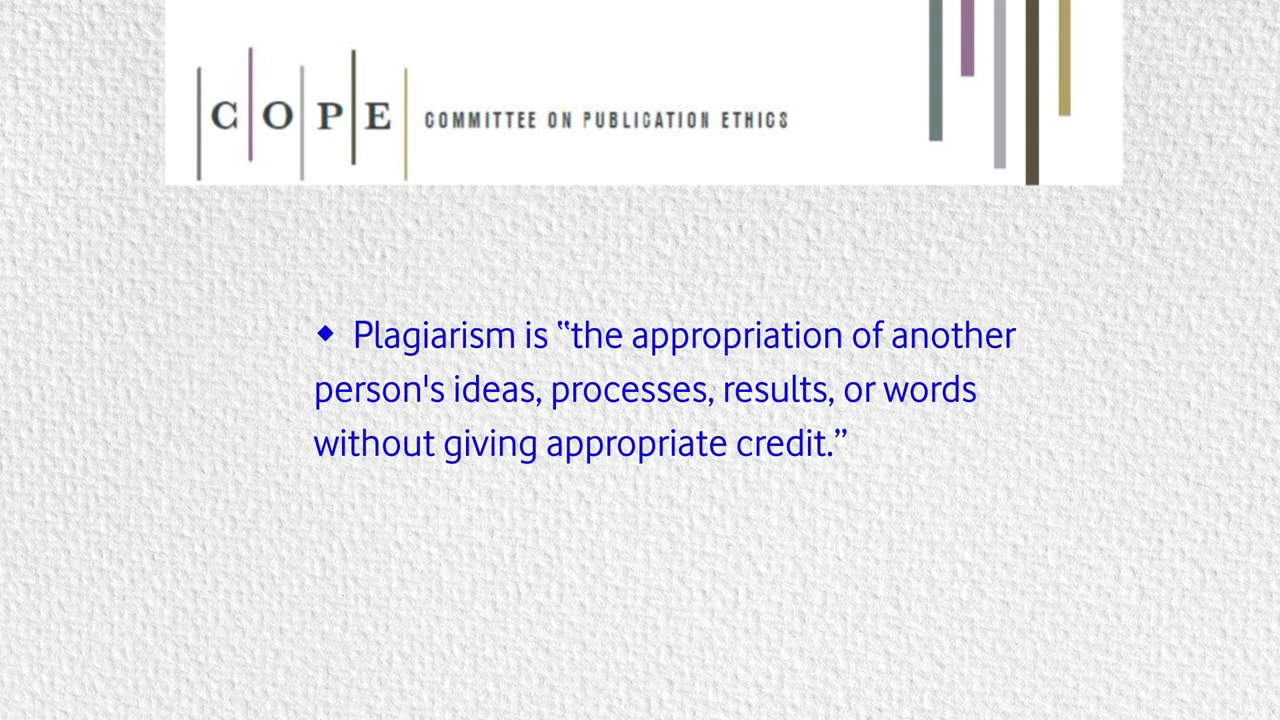 COPE COMMITTEE ON PUBLICATION ETHICS
◆ Plagiarism is “the appropriation of another
person's ideas, processes, results, or words
without giving appropriate credit.”